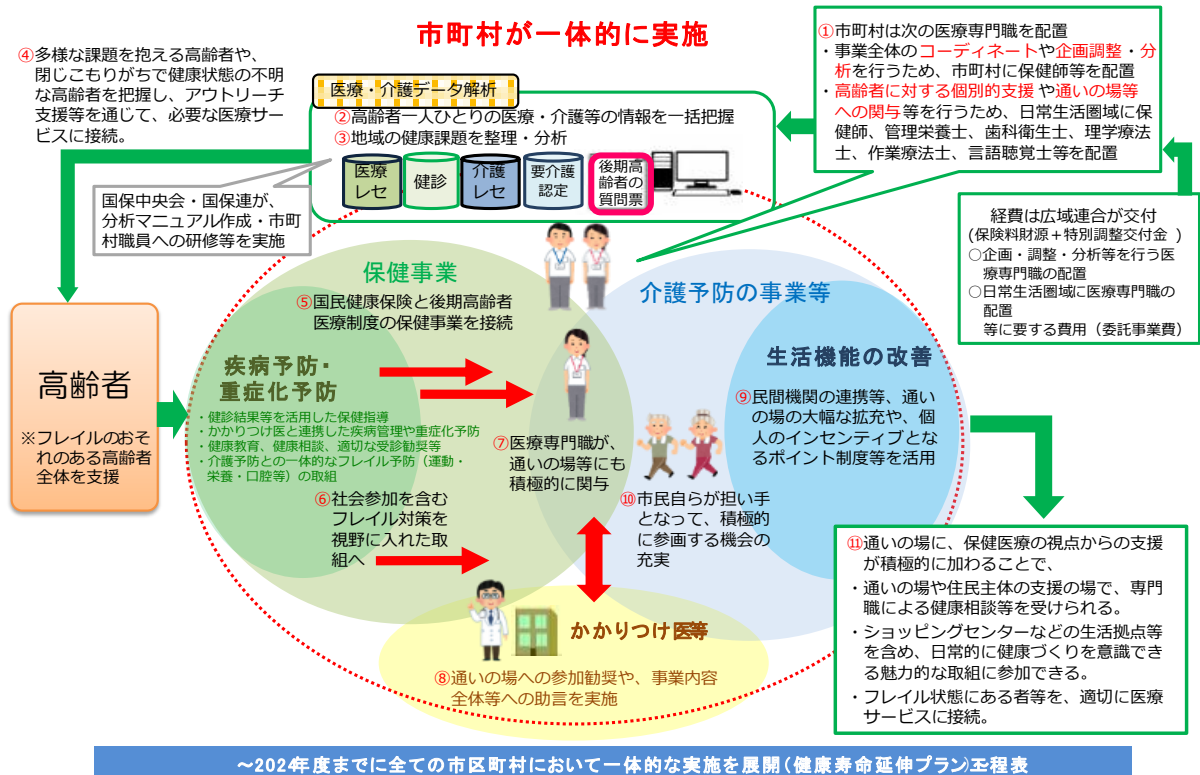 市町村が一体的に実施
④多様な課題を抱える高齢者や、
閉じこもりがちで健康状態の不明
な高齢者を把握し、アウトリーチ
支援等を通じて、必要な医療サー
ビスに接続。
医療・介護データ解析
②高齢者一人ひとりの医療・介護等の情報を一括把握
③地域の健康課題を整理・分析
医療
レセ
健診
介護
レセ
要介護
認定
後期高
齢者の
質問票
①市町村は次の医療専門職を配置
・事業全体のコーディネートや企画調整・分
析を行うため、市町村に保健師等を配置
・高齢者に対する個別的支援や通いの場等
への関与等を行うため、日常生活圏域に保
健師、管理栄養士、歯科衛生士、理学療法
士、作業療法士、言語聴覚士等を配置
国保中央会・国保連が、
分析マニュアル作成・市町
村職員への研修等を実施
経費は広域連合が交付
(保険料財源＋特別調整交付金 )
○企画・調整・分析等を行う医
療専門職の配置
○日常生活圏域に医療専門職の
配置
等に要する費用（委託事業費）
高齢者
※フレイルのおそ
れのある高齢者
全体を支援
保健事業
⑤国民健康保険と後期高齢者
医療制度の保健事業を接続
疾病予防・
重症化予防
・健診結果等を活用した保健指導
・かかりつけ医と連携した疾病管理や重症化予防
・健康教育、健康相談、適切な受診勧奨等
・介護予防との一体的なフレイル予防（運動・
栄養・口腔等）の取組
⑥社会参加を含む
フレイル対策を
視野に入れた取
組へ
⑦医療専門職が、
通いの場等にも
積極的に関与
介護予防の事業等
生活機能の改善
⑨民間機関の連携等、通い
の場の大幅な拡充や、個
人のインセンティブとな
るポイント制度等を活用
⑩市民自らが担い手
となって、積極的
に参画する機会の
充実
かかりつけ医等
⑧通いの場への参加勧奨や、事業内容
全体等への助言を実施
⑪通いの場に、保健医療の視点からの支援
が積極的に加わることで、
・通いの場や住民主体の支援の場で、専門
職による健康相談等を受けられる。
・ショッピングセンターなどの生活拠点等
を含め、日常的に健康づくりを意識でき
る魅力的な取組に参加できる。
・フレイル状態にある者等を、適切に医療
サービスに接続。
～2024年度までに全ての市区町村において一体的な実施を展開（健康寿命延伸プラン工程表